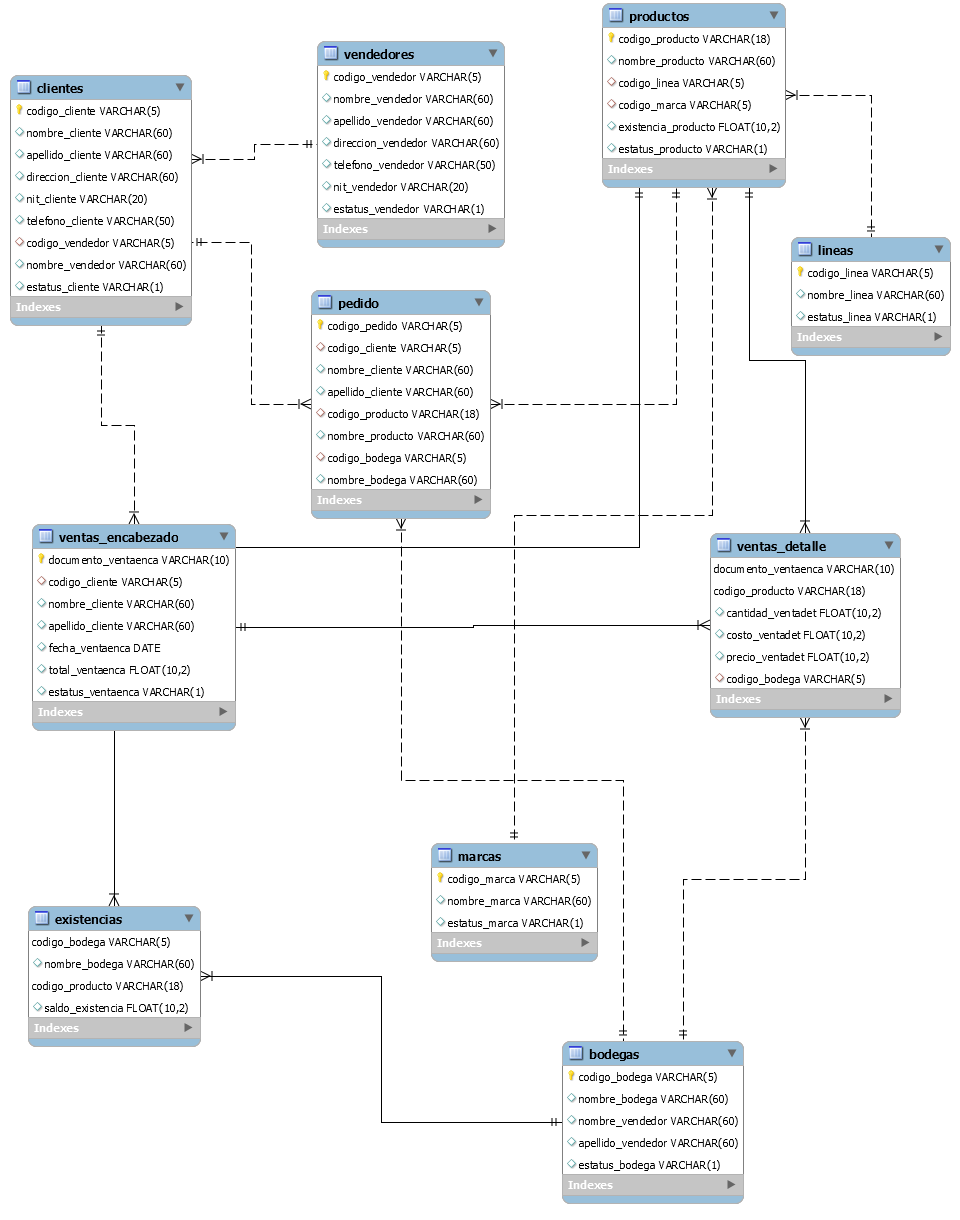 productos
codigo_producto VARCHAR(18)
nombre_producto VARCHAR(60)
codigo_linea VARCHAR(5)
codigo_marca VARCHAR(5)
existencia_producto FLOAT(10,2)
estatus_producto VARCHAR(1)
Indexes
vendedores
codigo_vendedor VARCHAR(5)
nombre_vendedor VARCHAR(60)
apellido_vendedor VARCHAR(60)
direccion_vendedor VARCHAR(60)
telefono_vendedor VARCHAR(50)
nit_vendedor VARCHAR(20)
estatus_vendedor VARCHAR(1)
Indexes
clientes
codigo_cliente VARCHAR(5)
nombre_cliente VARCHAR(60)
apellido_cliente VARCHAR(60)
direccion_cliente VARCHAR(60)
nit_cliente VARCHAR(20)
telefono_cliente VARCHAR(50)
codigo_vendedor VARCHAR(5)
nombre_vendedor VARCHAR(60)
estatus_cliente VARCHAR(1)
Indexes
lineas
codigo_linea VARCHAR(5)
nombre_linea VARCHAR(60)
estatus_linea VARCHAR(1)
Indexes
pedido
codigo_pedido VARCHAR(5)
codigo_cliente VARCHAR(5)
nombre_cliente VARCHAR(60)
apellido_cliente VARCHAR(60)
codigo_producto VARCHAR(18)
nombre_producto VARCHAR(60)
codigo_bodega VARCHAR(5)
nombre_bodega VARCHAR(60)
Indexes
ventas_encabezado
documento_ventaenca VARCHAR(10)
codigo_cliente VARCHAR(5)
nombre_cliente VARCHAR(60)
apellido_cliente VARCHAR(60)
fecha_ventaenca DATE
total_ventaenca FLOAT(10,2)
estatus_ventaenca VARCHAR(1)
Indexes
ventas_detalle
documento_ventaenca VARCHAR(10)
codigo_producto VARCHAR(18)
cantidad_ventadet FLOAT(10,2)
costo_ventadet FLOAT(10,2)
precio_ventadet FLOAT(10,2)
codigo_bodega VARCHAR(5)
Indexes
marcas
codigo_marca VARCHAR(5)
nombre_marca VARCHAR(60)
estatus_marca VARCHAR(1)
Indexes
existencias
codigo_bodega VARCHAR(5)
nombre_bodega VARCHAR(60)
codigo_producto VARCHAR(18)
saldo_existencia FLOAT(10,2)
Indexes
bodegas
codigo_bodega VARCHAR(5)
nombre_bodega VARCHAR(60)
nombre_vendedor VARCHAR(60)
apellido_vendedor VARCHAR(60)
estatus_bodega VARCHAR(1)
Indexes